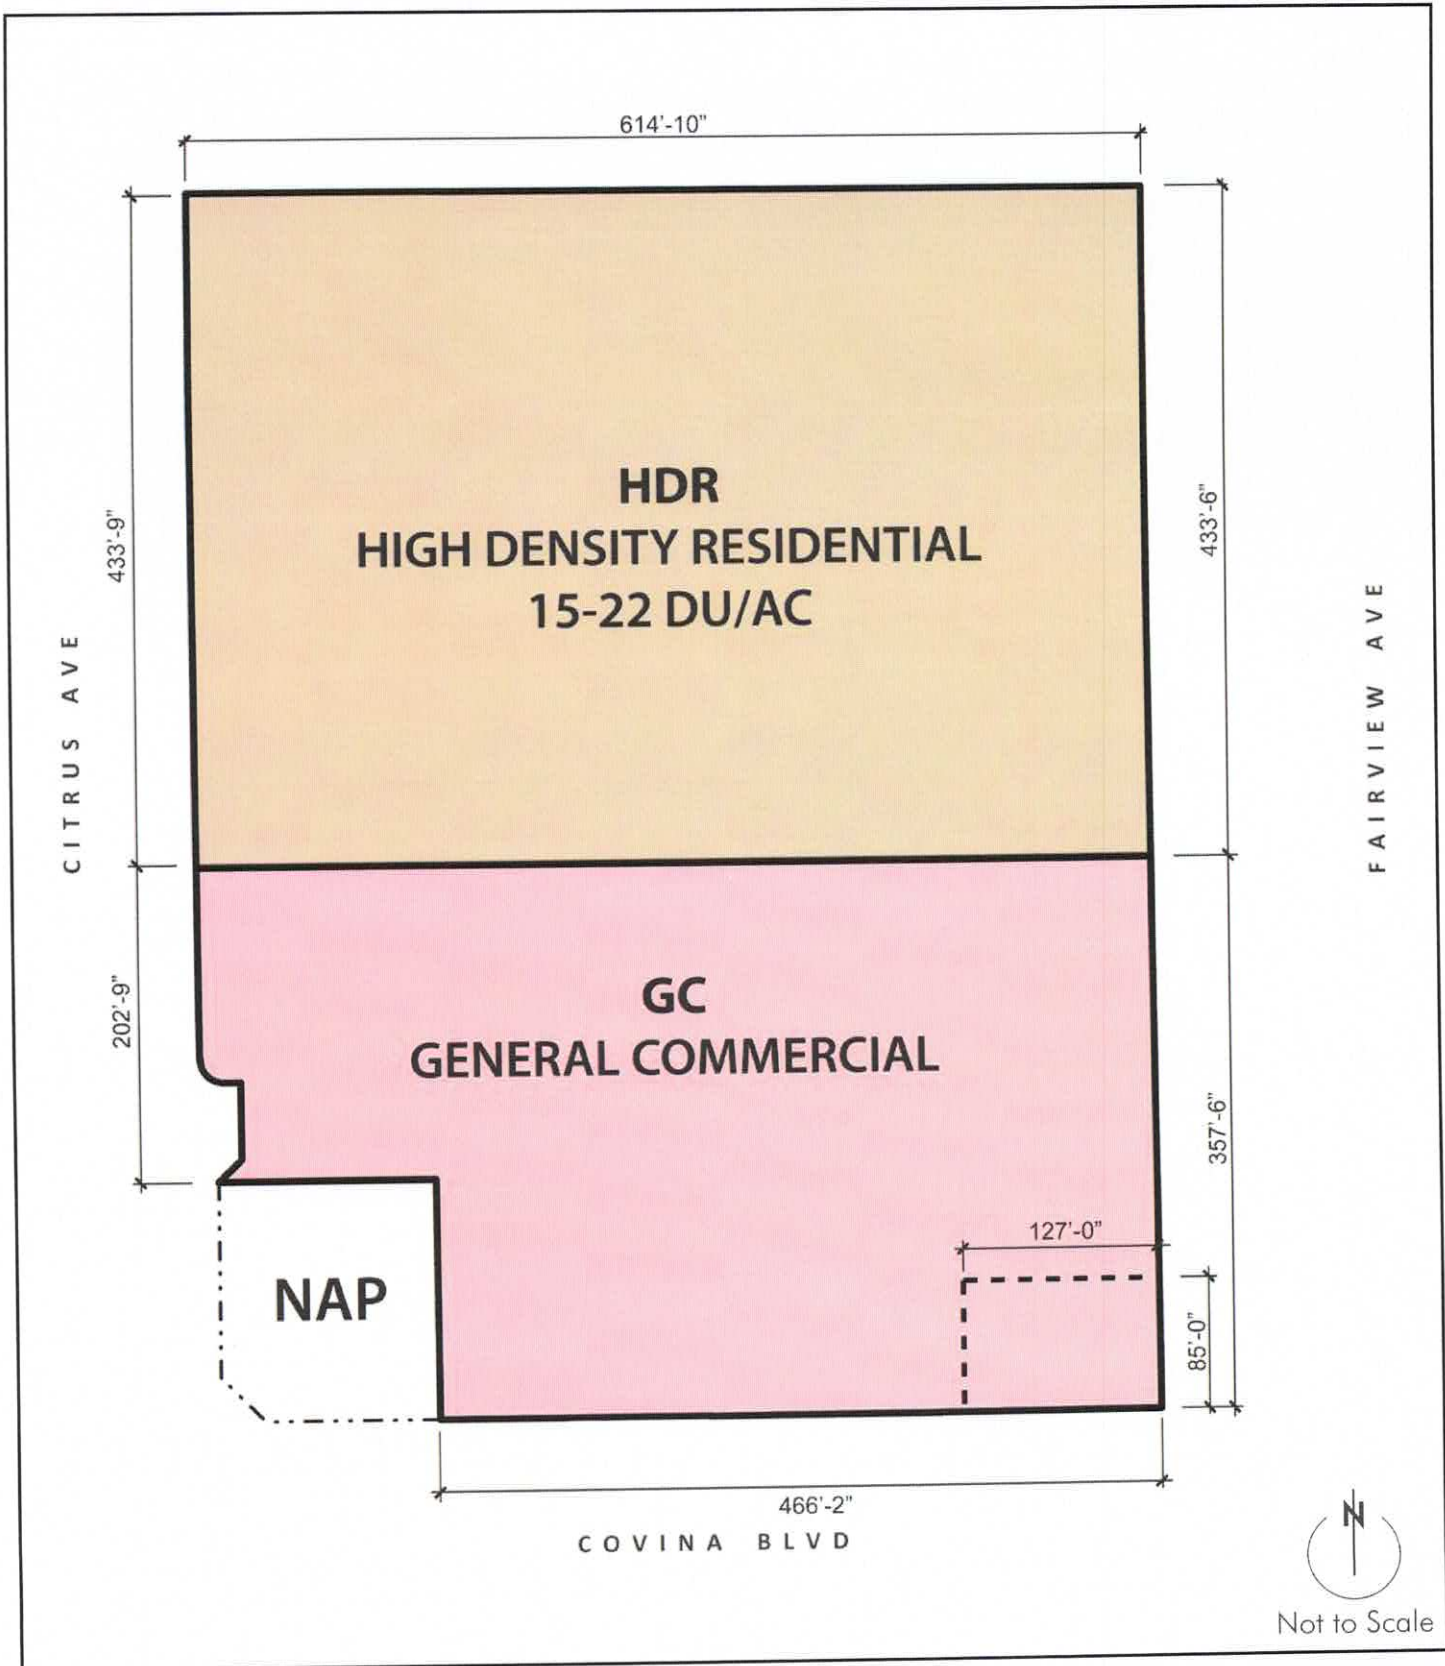 614'-10"
433'-9"
433'-6"
HDR
HIGH DENSITY RESIDENTIAL
15-22 DU/AC
CITRUS AVE
FAIRVIEW AVE
202'-9"
GC
GENERAL COMMERCIAL
357'-6"
127'-0"
85'-0"
NAP
466'-2"
COVINA BLVD
N
Not to Scale